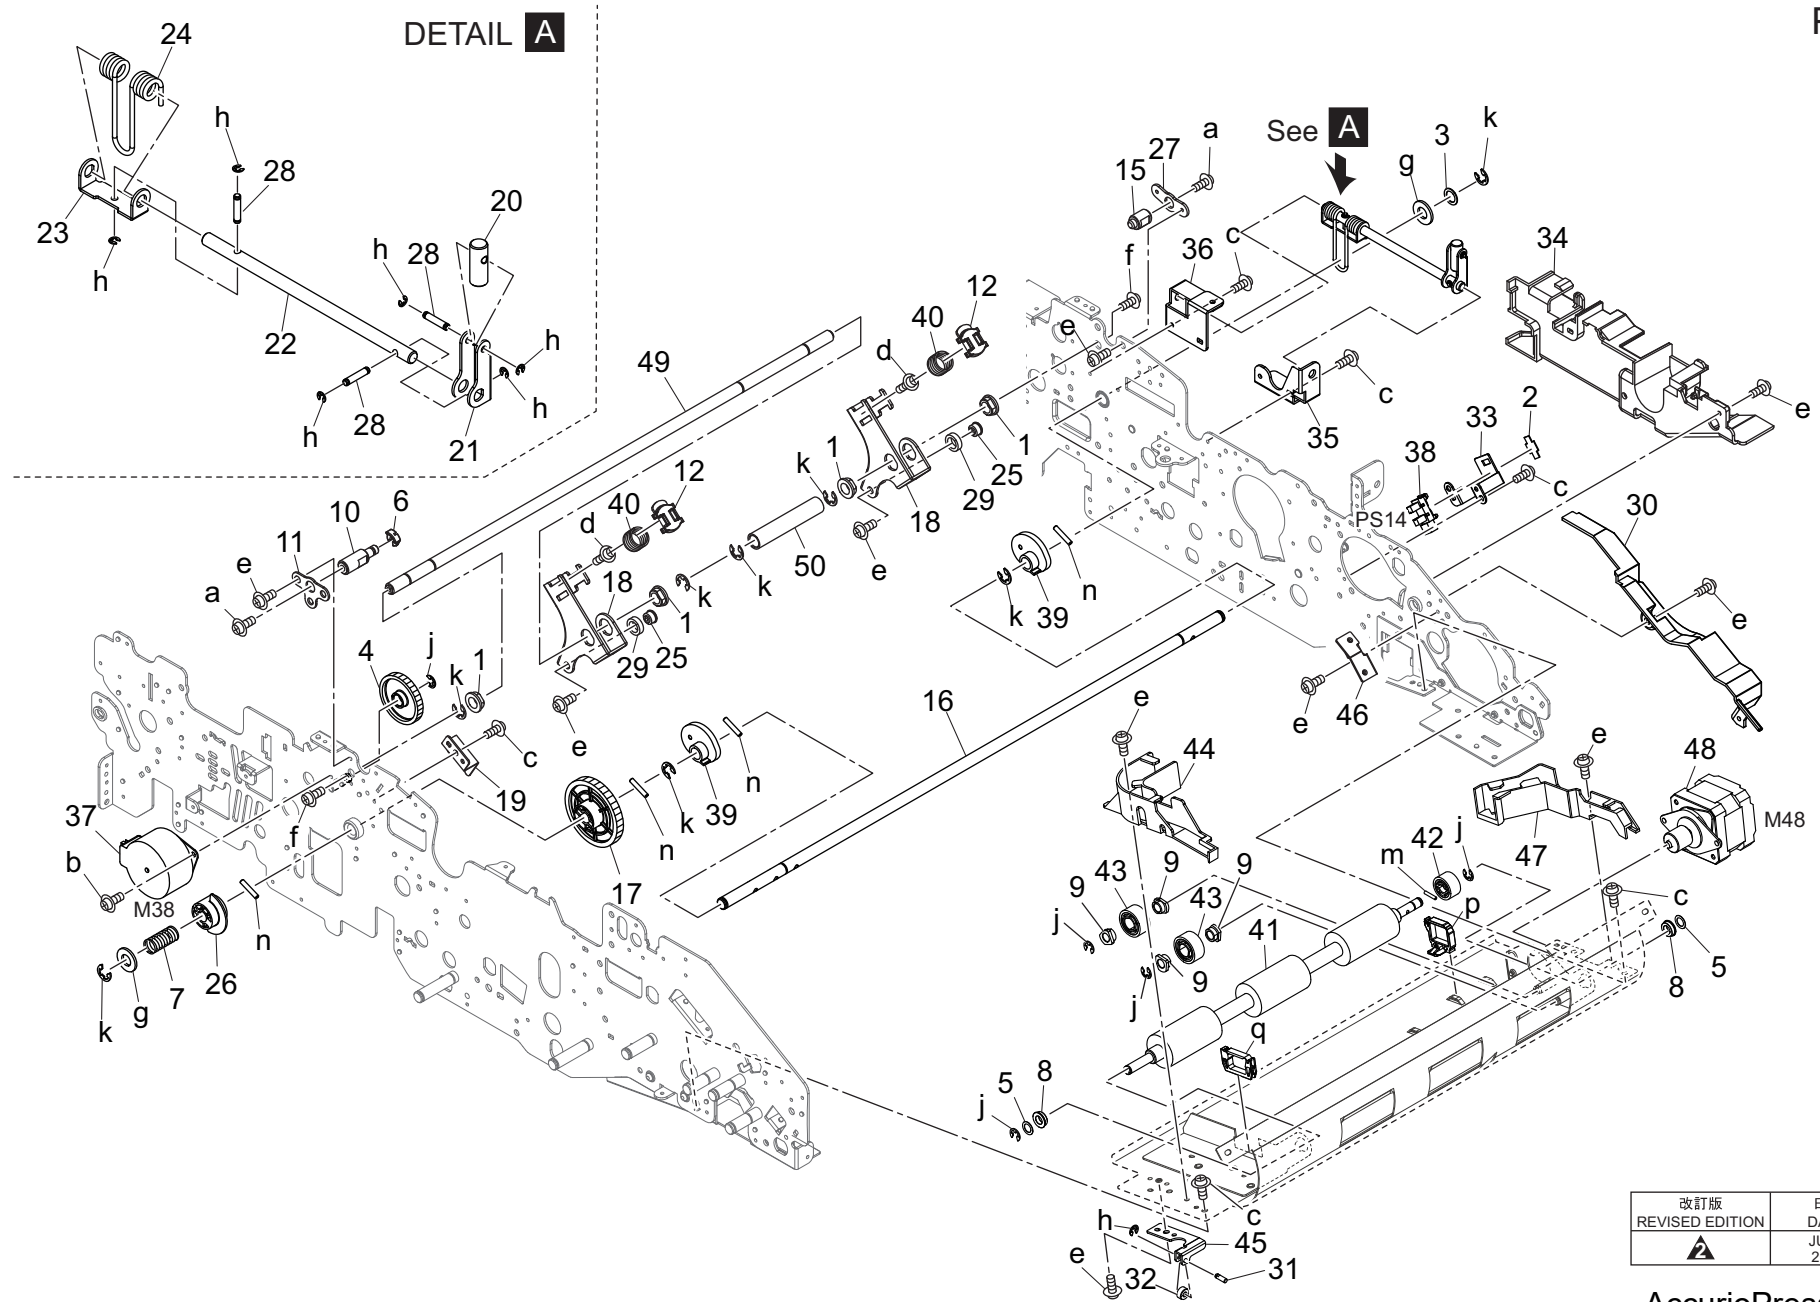 DETAIL A
24
h
28
23
h
20
h
28
22
h
h
h
28
21
See A
3
k
g
a
27
15
c
36
f
34
12
e
40
d
49
35
c
2
e
33
38
c
PS14
30
1
1
25
k
29
12
18
40
d
50
e
k
k
n
k
39
6
10
11
e
a
18
1
25
29
e
e
46
e
4
j
k
1
16
e
44
e
48
M48
47
c
19
n
39
k
n
17
f
37
b
M38
n
26
7
g
k
9
43
9
9
43
j
9
j
41
m
42
j
p
c
5
8
q
5
8
j
c
h
45
e
32
31
改訂版
REVISED EDITION
2